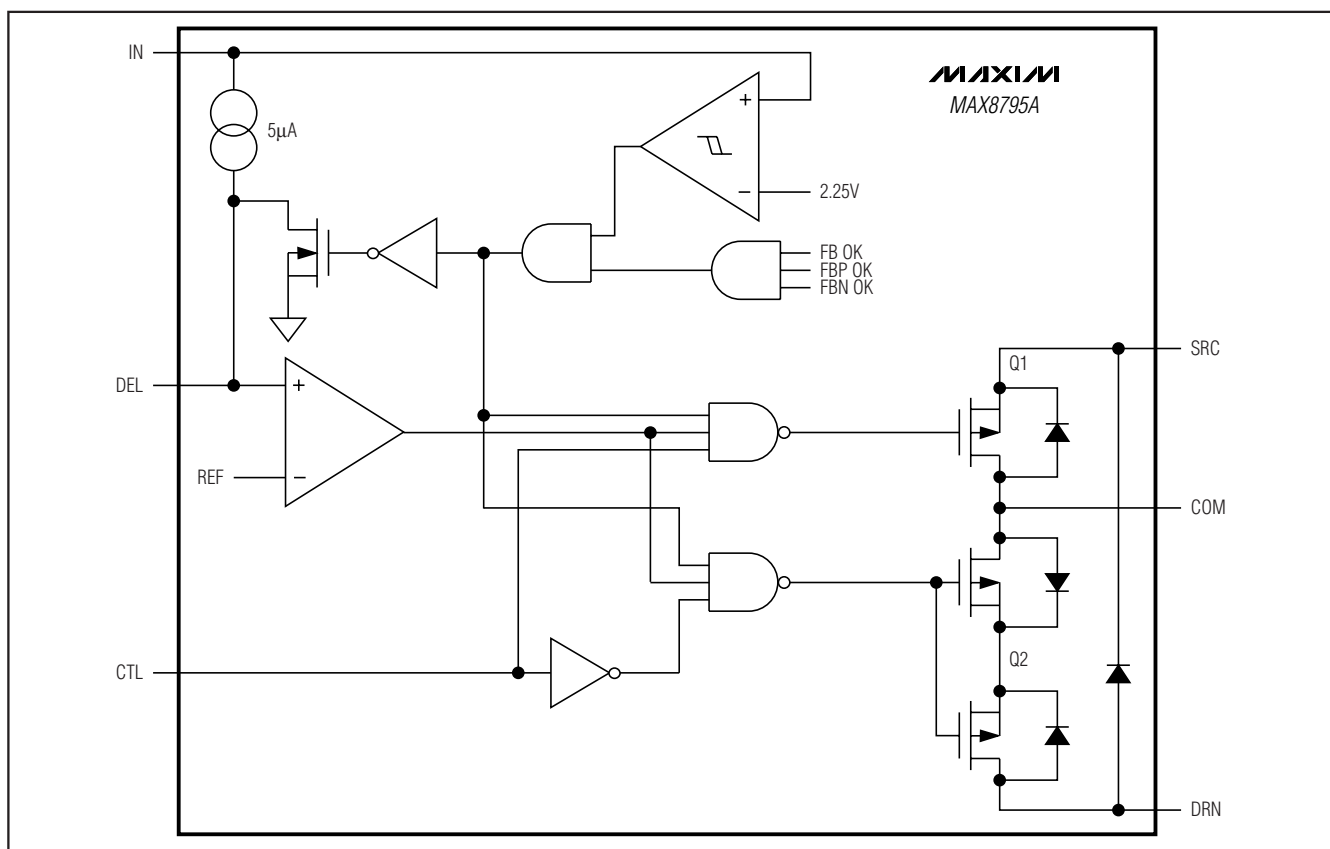 IN
MAXIM
MAX8795A
5µA
+
−
2.25V
FB OK
FBP OK
FBN OK
SRC
Q1
DEL
+
REF
−
COM
Q2
CTL
DRN